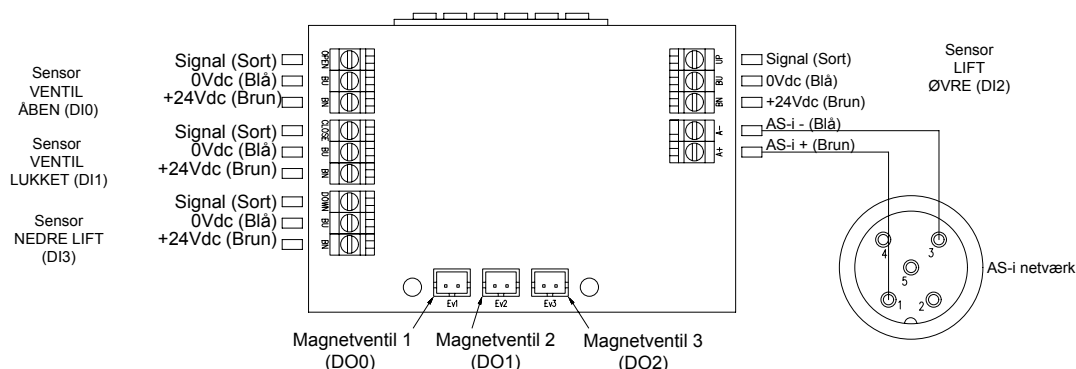 Sensor
VENTIL
ÅBEN (DI0)
Signal (Sort)
0Vdc (Blå)
+24Vdc (Brun)
OPEN
BU
BN
Sensor
VENTIL
LUKKET (DI1)
Signal (Sort)
0Vdc (Blå)
+24Vdc (Brun)
CLOSE
BU
BN
Sensor
NEDRE LIFT
(DI3)
Signal (Sort)
0Vdc (Blå)
+24Vdc (Brun)
DOWN
BU
BN
UP
BU
BN
A-
A+
Signal (Sort)
0Vdc (Blå)
+24Vdc (Brun)
AS-i - (Blå)
AS-i + (Brun)
Sensor
LIFT
ØVRE (DI2)
4
3
5
1
2
AS-i netværk
Ev1
Ev2
Ev3
Magnetventil 1
(DO0)
Magnetventil 2
(DO1)
Magnetventil 3
(DO2)